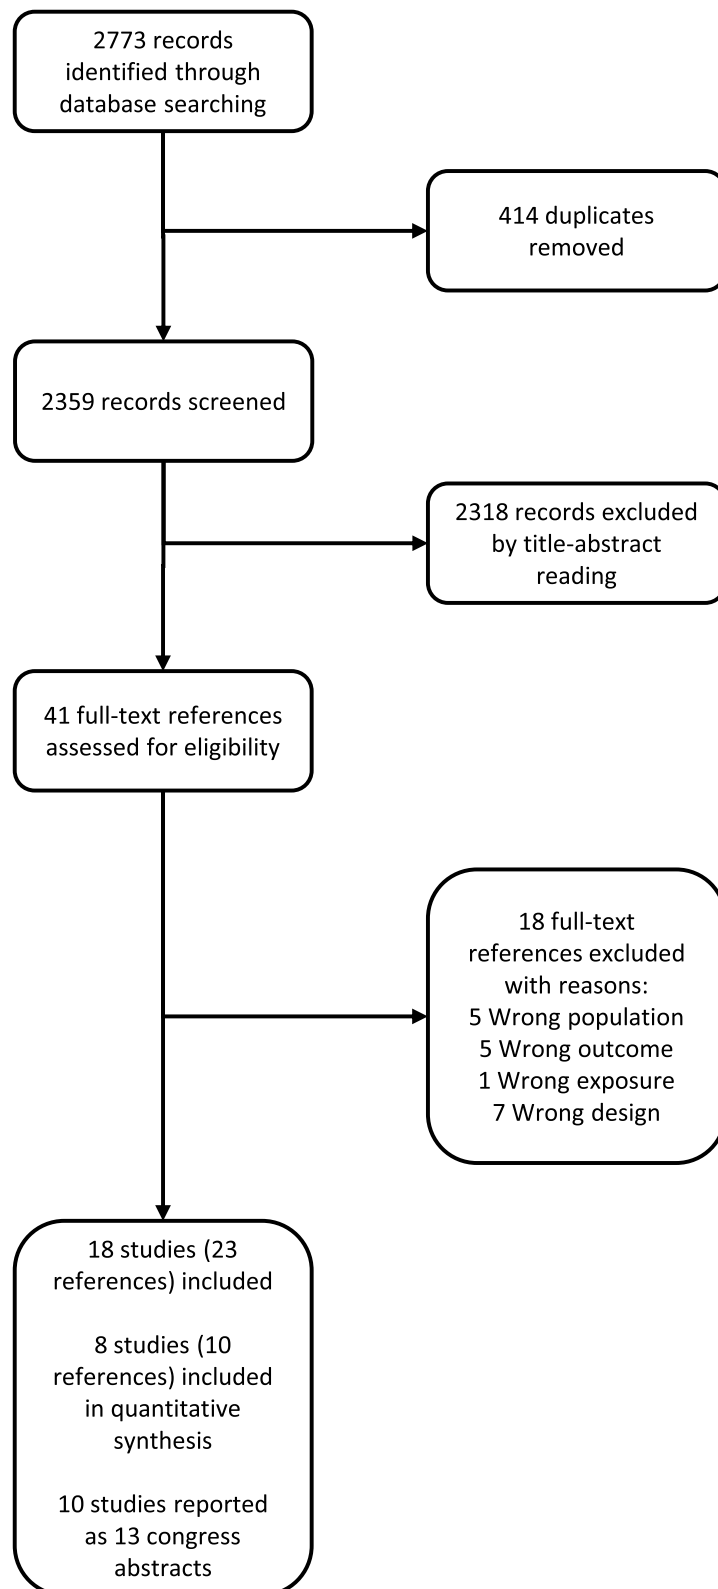 2773 records
identified through
database searching
414 duplicates
removed
2359 records screened
2318 records excluded
by title-abstract
reading
41 full-text references
assessed for eligibility
18 full-text
references excluded
with reasons:
5 Wrong population
5 Wrong outcome
1 Wrong exposure
7 Wrong design
18 studies (23
references) included
8 studies (10
references) included
in quantitative
synthesis
10 studies reported
as 13 congress
abstracts